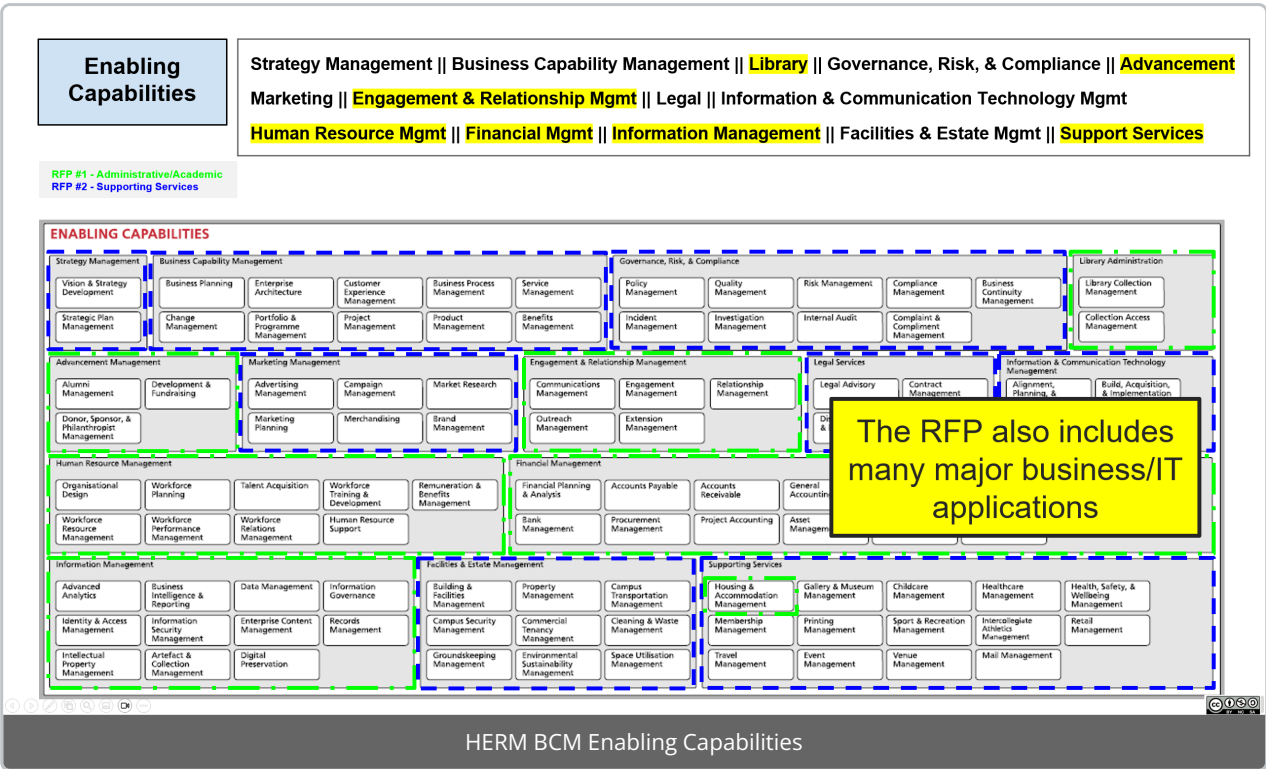 Enabling
Capabilities
Strategy Management || Business Capability Management || Library || Governance, Risk, & Compliance || Advancement
Marketing || Engagement & Relationship Mgmt || Legal || Information & Communication Technology Mgmt
Human Resource Mgmt || Financial Mgmt || Information Management || Facilities & Estate Mgmt || Support Services
RFP #1 - Administrative/Academic
RFP #2 - Supporting Services
ENABLING CAPABILITIES
Strategy Management
Vision & Strategy
Development
Strategic Plan
Management
Business Capability Management
Business Planning
Enterprise
Architecture
Customer
Experience
Management
Business Process
Management
Service
Management
Change
Management
Portfolio &
Programme
Management
Project
Management
Product
Management
Benefits
Management
Governance, Risk, & Compliance
Policy
Management
Quality
Management
Risk Management
Compliance
Management
Business
Continuity
Management
Incident
Management
Investigation
Management
Internal Audit
Complaint &
Compliment
Management
Library Administration
Library Collection
Management
Collection Access
Management
Advancement Management
Alumni
Management
Development &
Fundraising
Donor, Sponsor, &
Philanthropist
Management
Marketing Management
Advertising
Management
Campaign
Management
Market Research
Marketing
Planning
Merchandising
Brand
Management
Engagement & Relationship Management
Communications
Management
Engagement
Management
Relationship
Management
Outreach
Management
Extension
Management
Legal Services
Legal Advisory
Contract
Management
Information & Communication Technology
Management
Alignment,
Planning, &
Build, Acquisition,
& Implementation
The RFP also includes
many major business/IT
applications
Human Resource Management
Organisational
Design
Workforce
Planning
Talent Acquisition
Workforce
Training &
Development
Remuneration &
Benefits
Management
Workforce
Resource
Management
Workforce
Performance
Management
Workforce
Relations
Management
Human Resource
Support
Financial Management
Financial Planning
& Analysis
Accounts Payable
Accounts
Receivable
General
Bank
Management
Procurement
Management
Project Accounting
Asset
Information Management
Advanced
Analytics
Business
Intelligence &
Reporting
Data Management
Information
Governance
Identity & Access
Management
Information
Security
Management
Enterprise Content
Management
Records
Management
Intellectual
Property
Management
Artefact &
Collection
Management
Digital
Preservation
Facilities & Estate Management
Building &
Facilities
Management
Property
Management
Campus
Transportation
Management
Campus Security
Management
Commercial
Tenancy
Management
Cleaning & Waste
Management
Groundskeeping
Management
Environmental
Sustainability
Management
Space Utilisation
Management
Supporting Services
Housing &
Accommodation
Management
Gallery & Museum
Management
Childcare
Management
Healthcare
Management
Health, Safety, &
Wellbeing
Management
Membership
Management
Printing
Management
Sport & Recreation
Management
Intercollegiate
Athletics
Management
Retail
Management
Travel
Management
Event
Management
Venue
Management
Mail Management
CC BY NC SA
HERM BCM Enabling Capabilities